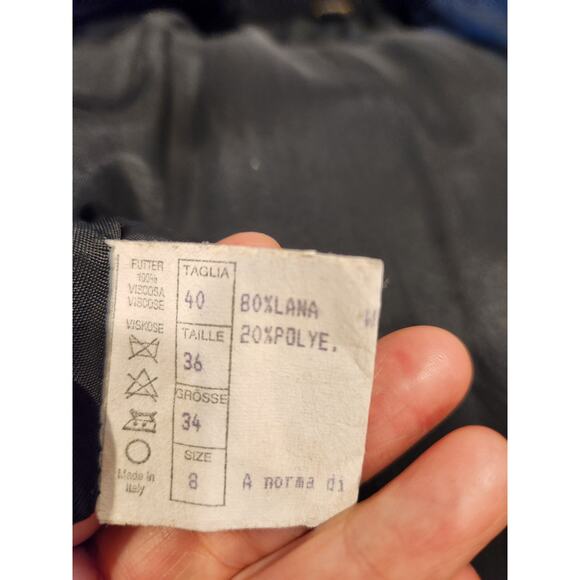 FUTTER
100%
VISCOSA
VISCOSE
VISKOSE
Made in
Italy
TAGLIA
40
TAILLE
36
GRÖSSE
34
SIZE
8
80%LANA
20%POLYE.
A norma di